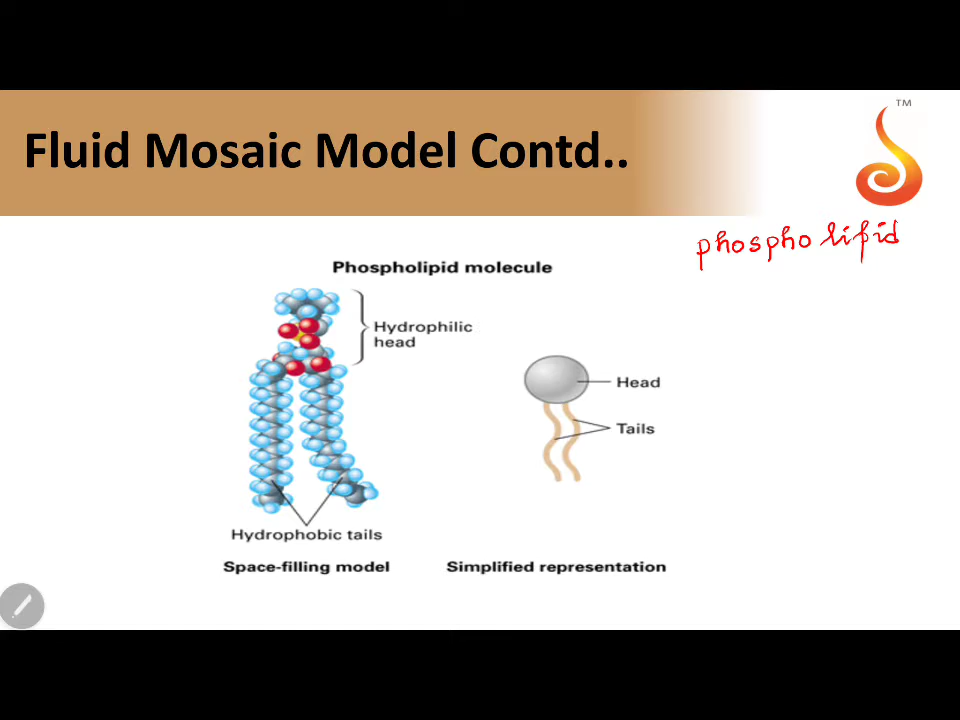 Fluid Mosaic Model Contd..
TM
phospho lipid
Phospholipid molecule
Hydrophilic
head
Head
Tails
Hydrophobic tails
Space-filling model
Simplified representation